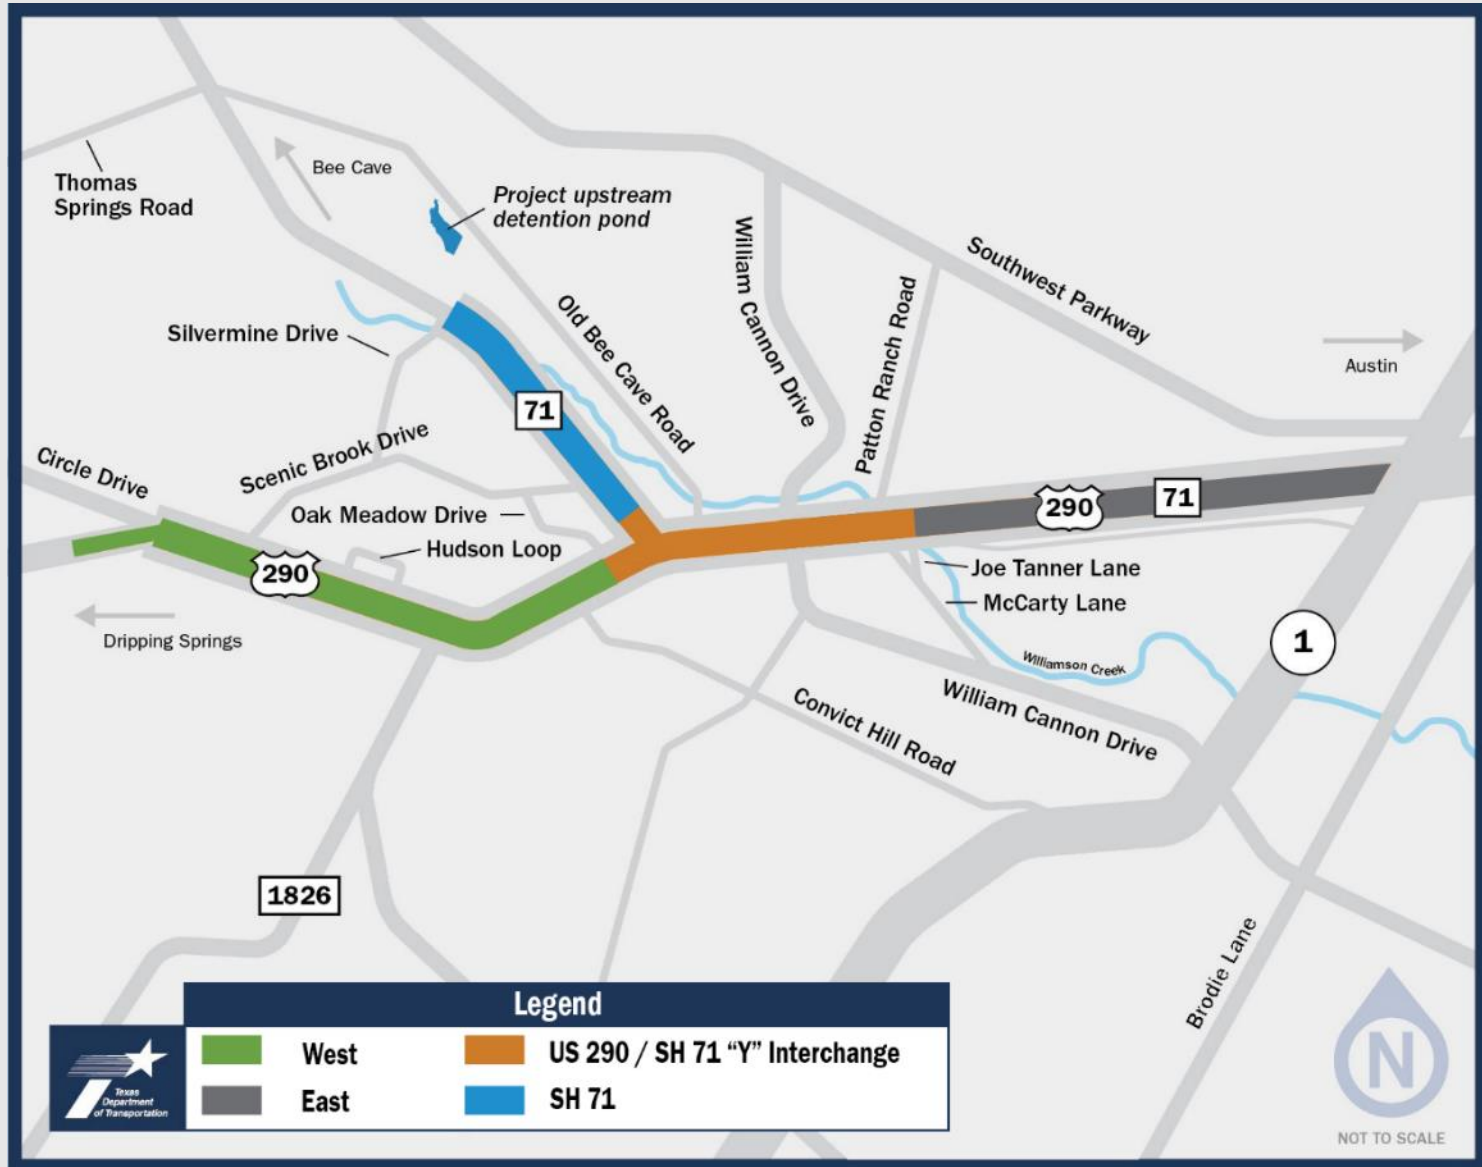 Thomas
Springs Road
Bee Cave
Project upstream
detention pond
William Cannon Drive
Southwest Parkway
Patton Ranch Road
Old Bee Cave Road
Silvermine Drive
Austin
71
Scenic Brook Drive
Circle Drive
Oak Meadow Drive
Hudson Loop
290
71
290
Dripping Springs
Joe Tanner Lane
McCarty Lane
Williamson Creek
1
William Cannon Drive
Convict Hill Road
1826
Brodie Lane
Legend
West
US 290 / SH 71 “Y” Interchange
East
SH 71
Texas
Department
of Transportation
N
NOT TO SCALE